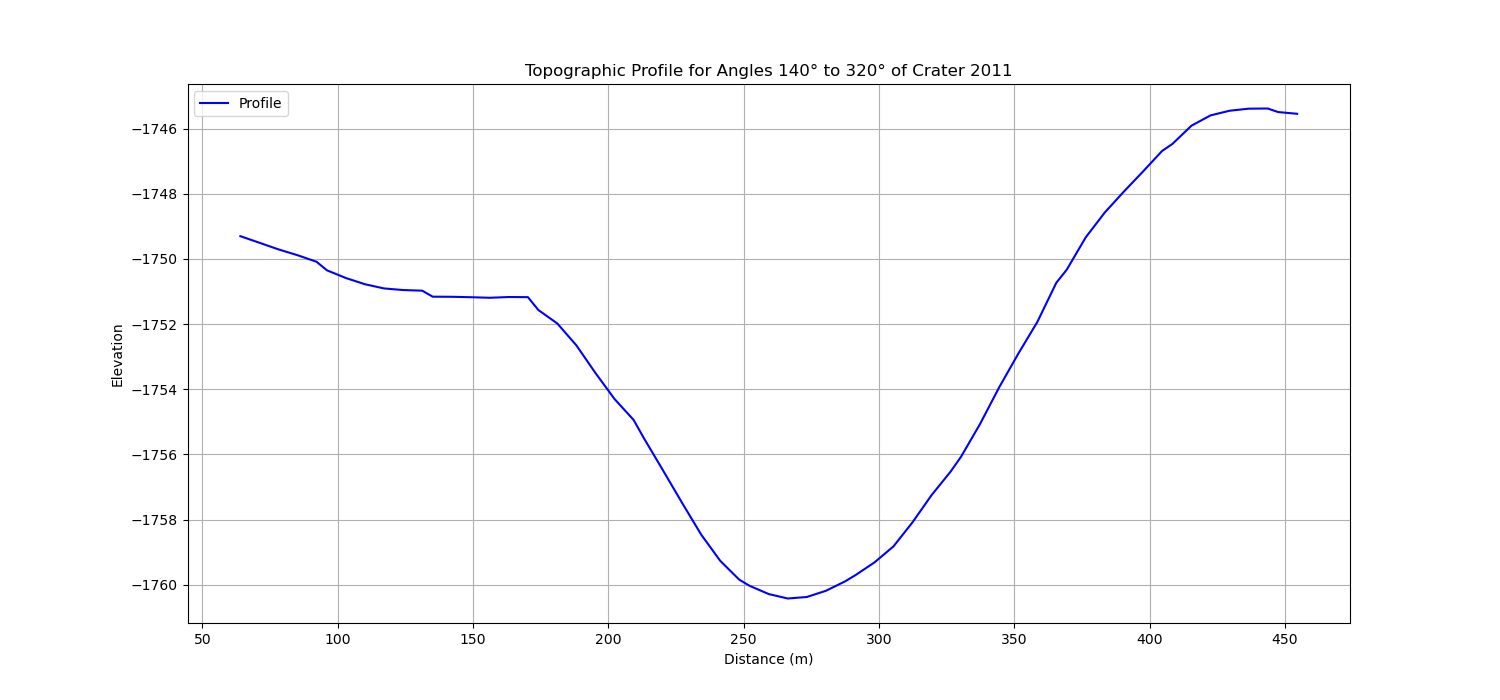 Topographic Profile for Angles 140° to 320° of Crater 2011
Profile
−1746
−1748
−1750
−1752
−1754
−1756
−1758
−1760
Elevation
50 100 150 200 250 300 350 400 450
Distance (m)